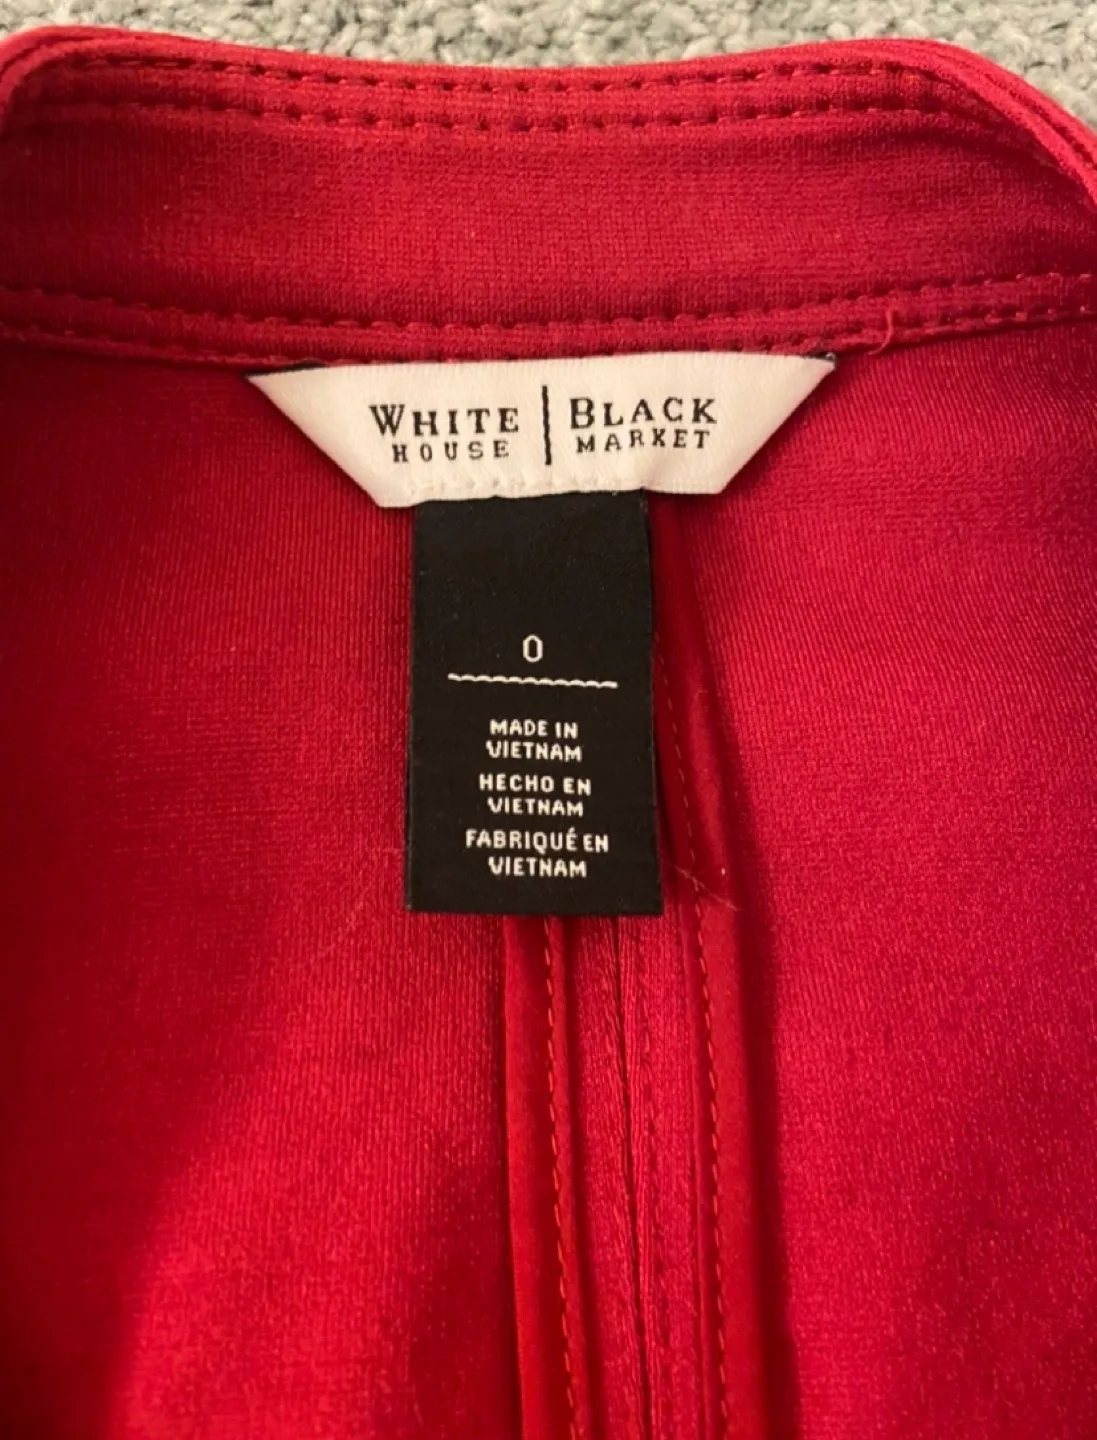 WHITE HOUSE | BLACK MARKET
0
MADE IN
VIETNAM
HECHO EN
VIETNAM
FABRIQUÉ EN
VIETNAM